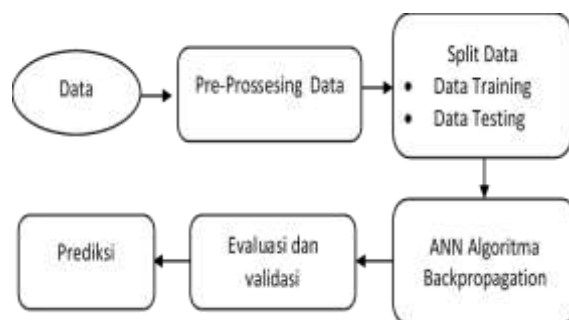 Data
Pre-Prossesing Data
Split Data
• Data Training
• Data Testing
ANN Algoritma
Backpropagation
Evaluasi dan
validasi
Prediksi